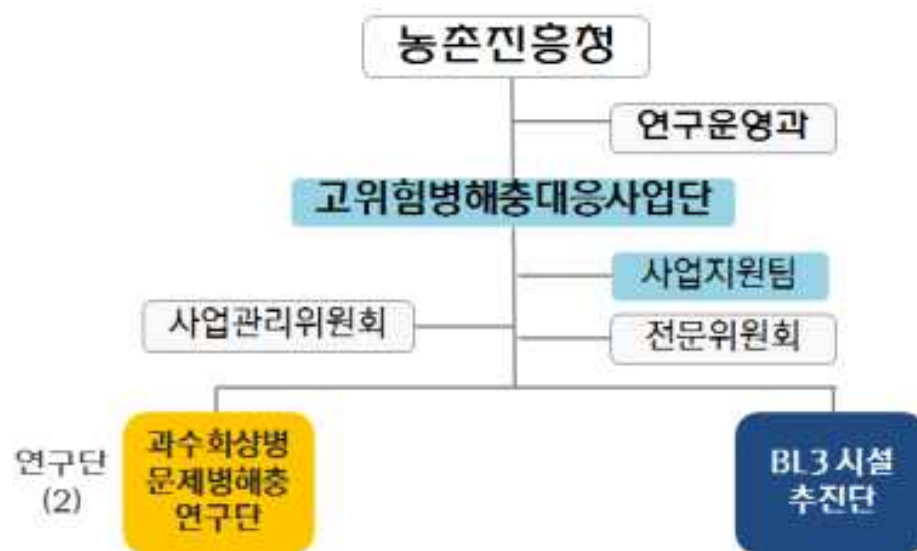 농촌진흥청
연구운영과
고위험병해충대응사업단
사업지원팀
사업관리위원회
전문위원회
연구단
(2)
과수화상병
문제병해충
연구단
BL3 시설
추진단